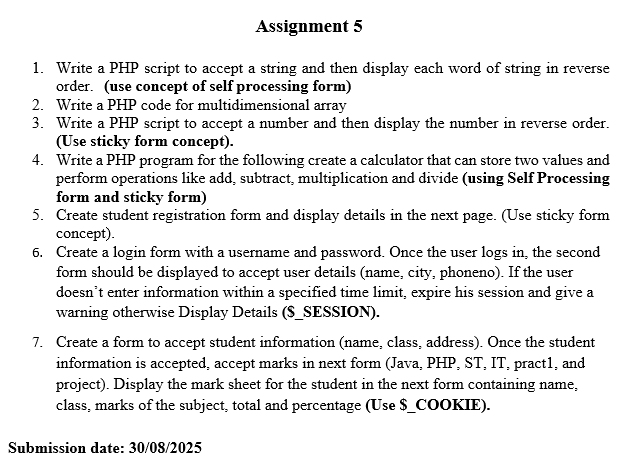 Assignment 5
1. Write a PHP script to accept a string and then display each word of string in reverse
order. (use concept of self processing form)
2. Write a PHP code for multidimensional array
3. Write a PHP script to accept a number and then display the number in reverse order.
(Use sticky form concept).
4. Write a PHP program for the following create a calculator that can store two values and
perform operations like add, subtract, multiplication and divide (using Self Processing
form and sticky form)
5. Create student registration form and display details in the next page. (Use sticky form
concept).
6. Create a login form with a username and password. Once the user logs in, the second
form should be displayed to accept user details (name, city, phoneno). If the user
doesn't enter information within a specified time limit, expire his session and give a
warning otherwise Display Details ($_SESSION).
7. Create a form to accept student information (name, class, address). Once the student
information is accepted, accept marks in next form (Java, PHP, ST, IT, pract1, and
project). Display the mark sheet for the student in the next form containing name,
class, marks of the subject, total and percentage (Use $_COOKIE).
Submission date: 30/08/2025